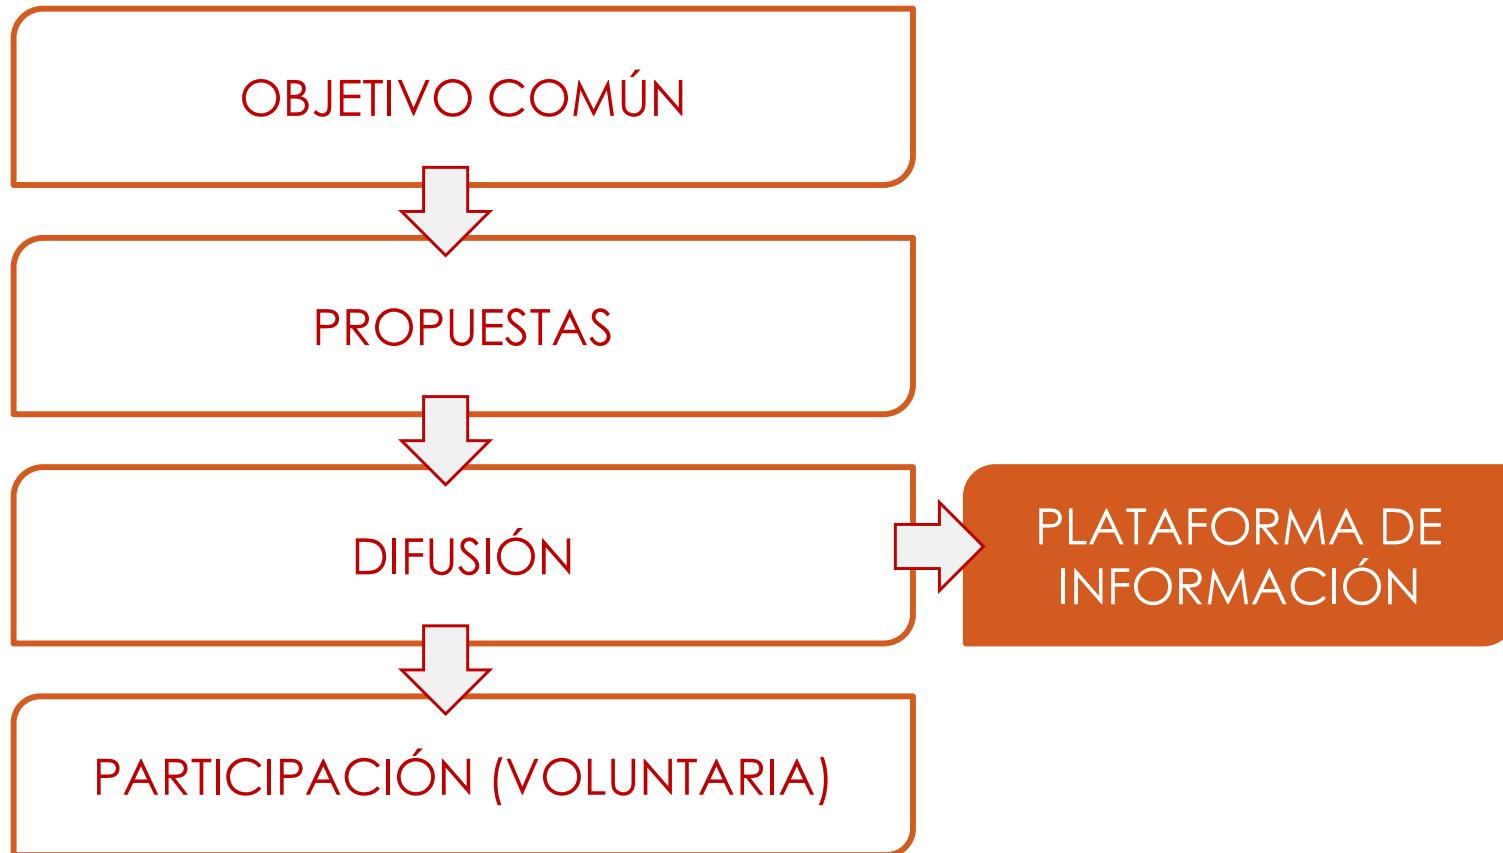 OBJETIVO COMÚN
PROPUESTAS
DIFUSIÓN
PLATAFORMA DE
INFORMACIÓN
PARTICIPACIÓN (VOLUNTARIA)